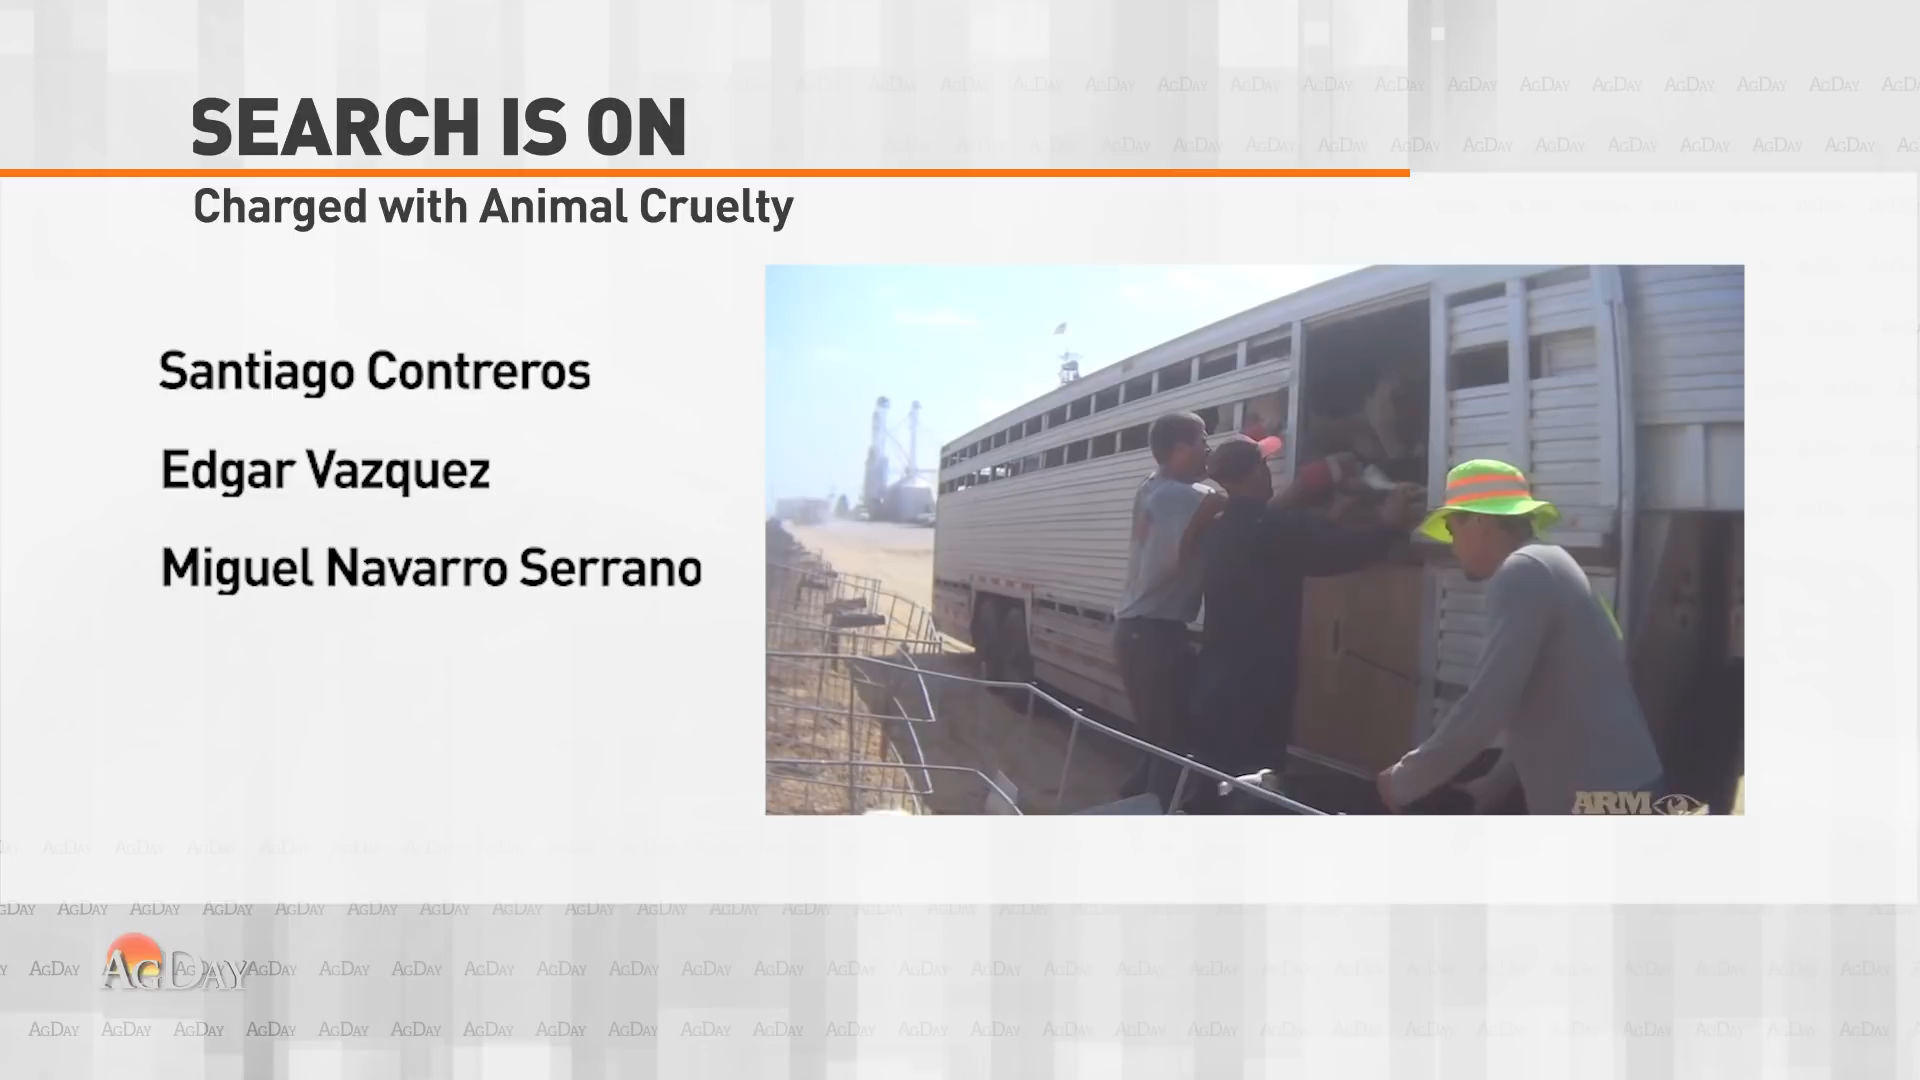 SEARCH IS ON
Charged with Animal Cruelty
Santiago Contreros
Edgar Vazquez
Miguel Navarro Serrano
ARM
AGDAY